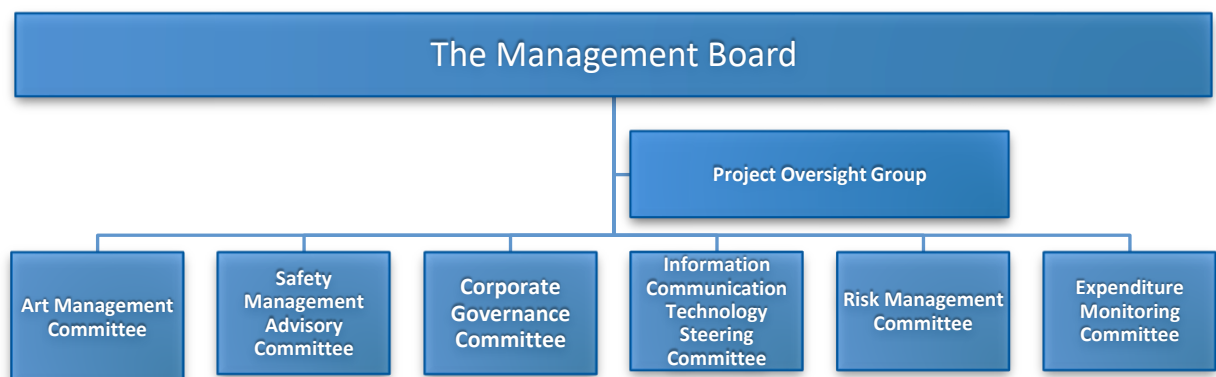 The Management Board
Project Oversight Group
Art Management
Committee
Safety
Management
Advisory
Committee
Corporate
Governance
Committee
Information
Communication
Technology
Steering
Committee
Risk Management
Committee
Expenditure
Monitoring
Committee